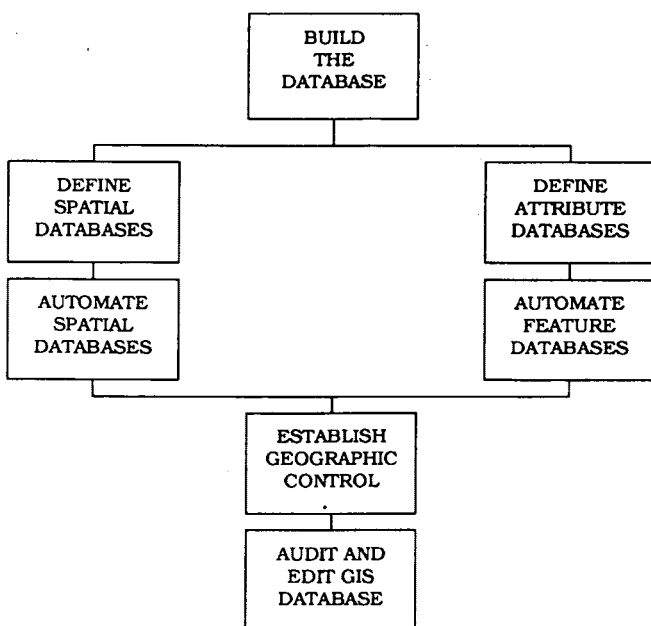 BUILD
THE
DATABASE
DEFINE
SPATIAL
DATABASES
DEFINE
ATTRIBUTE
DATABASES
AUTOMATE
SPATIAL
DATABASES
AUTOMATE
FEATURE
DATABASES
ESTABLISH
GEOGRAPHIC
CONTROL
AUDIT AND
EDIT GIS
DATABASE